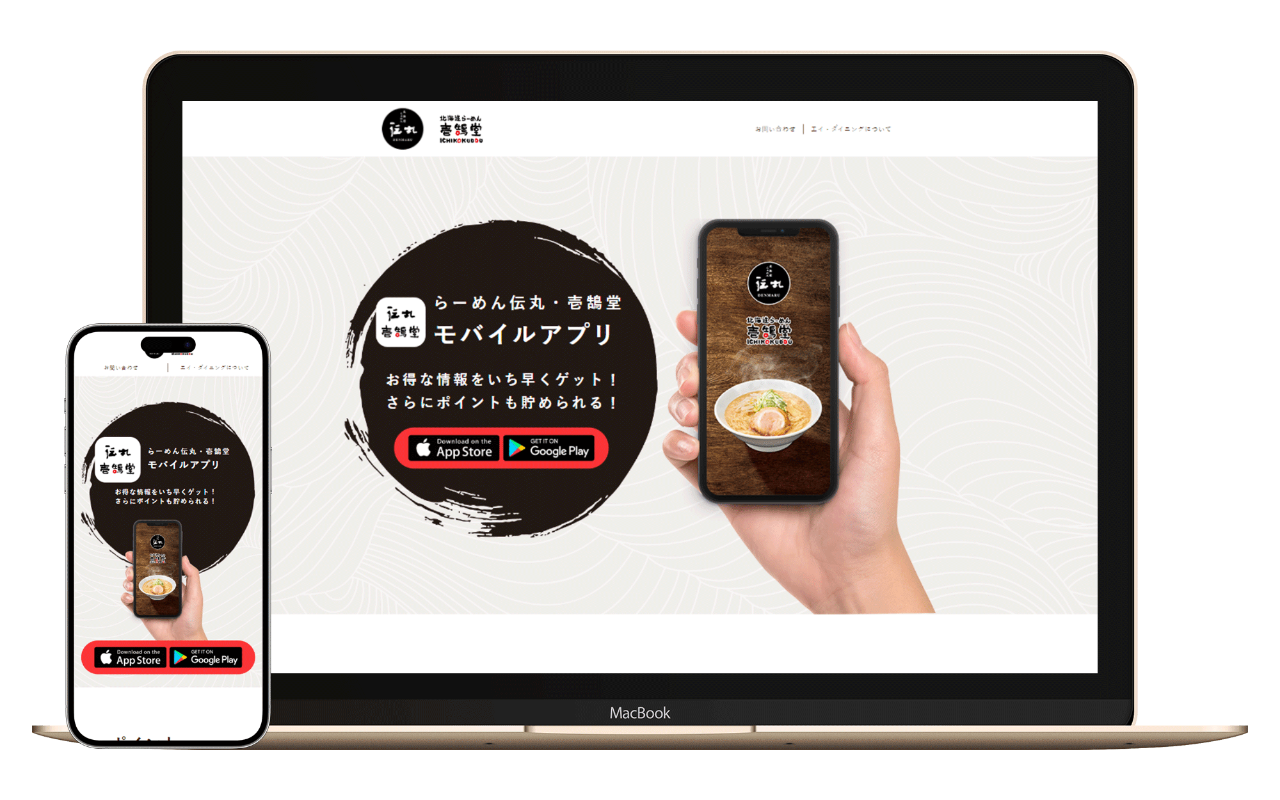 伝丸
DENMARU
北海道らーめん
壱鵠堂
ICHIKOKUDOU
お問い合わせ
エイ・ダイニングについて
伝丸
壱鵠堂
らーめん伝丸・壱鵠堂
モバイルアプリ
お得な情報をいち早くゲット！
さらにポイントも貯められる！
Download on the
App Store
GET IT ON
Google Play
伝丸
DENMARU
北海道らーめん
壱鵠堂
ICHIKOKUDOU
MacBook
お問い合わせ
エイ・ダイニングについて
伝丸
壱鵠堂
らーめん伝丸・壱鵠堂
モバイルアプリ
お得な情報をいち早くゲット！
さらにポイントも貯められる！
伝丸
Download on the
App Store
GET IT ON
Google Play